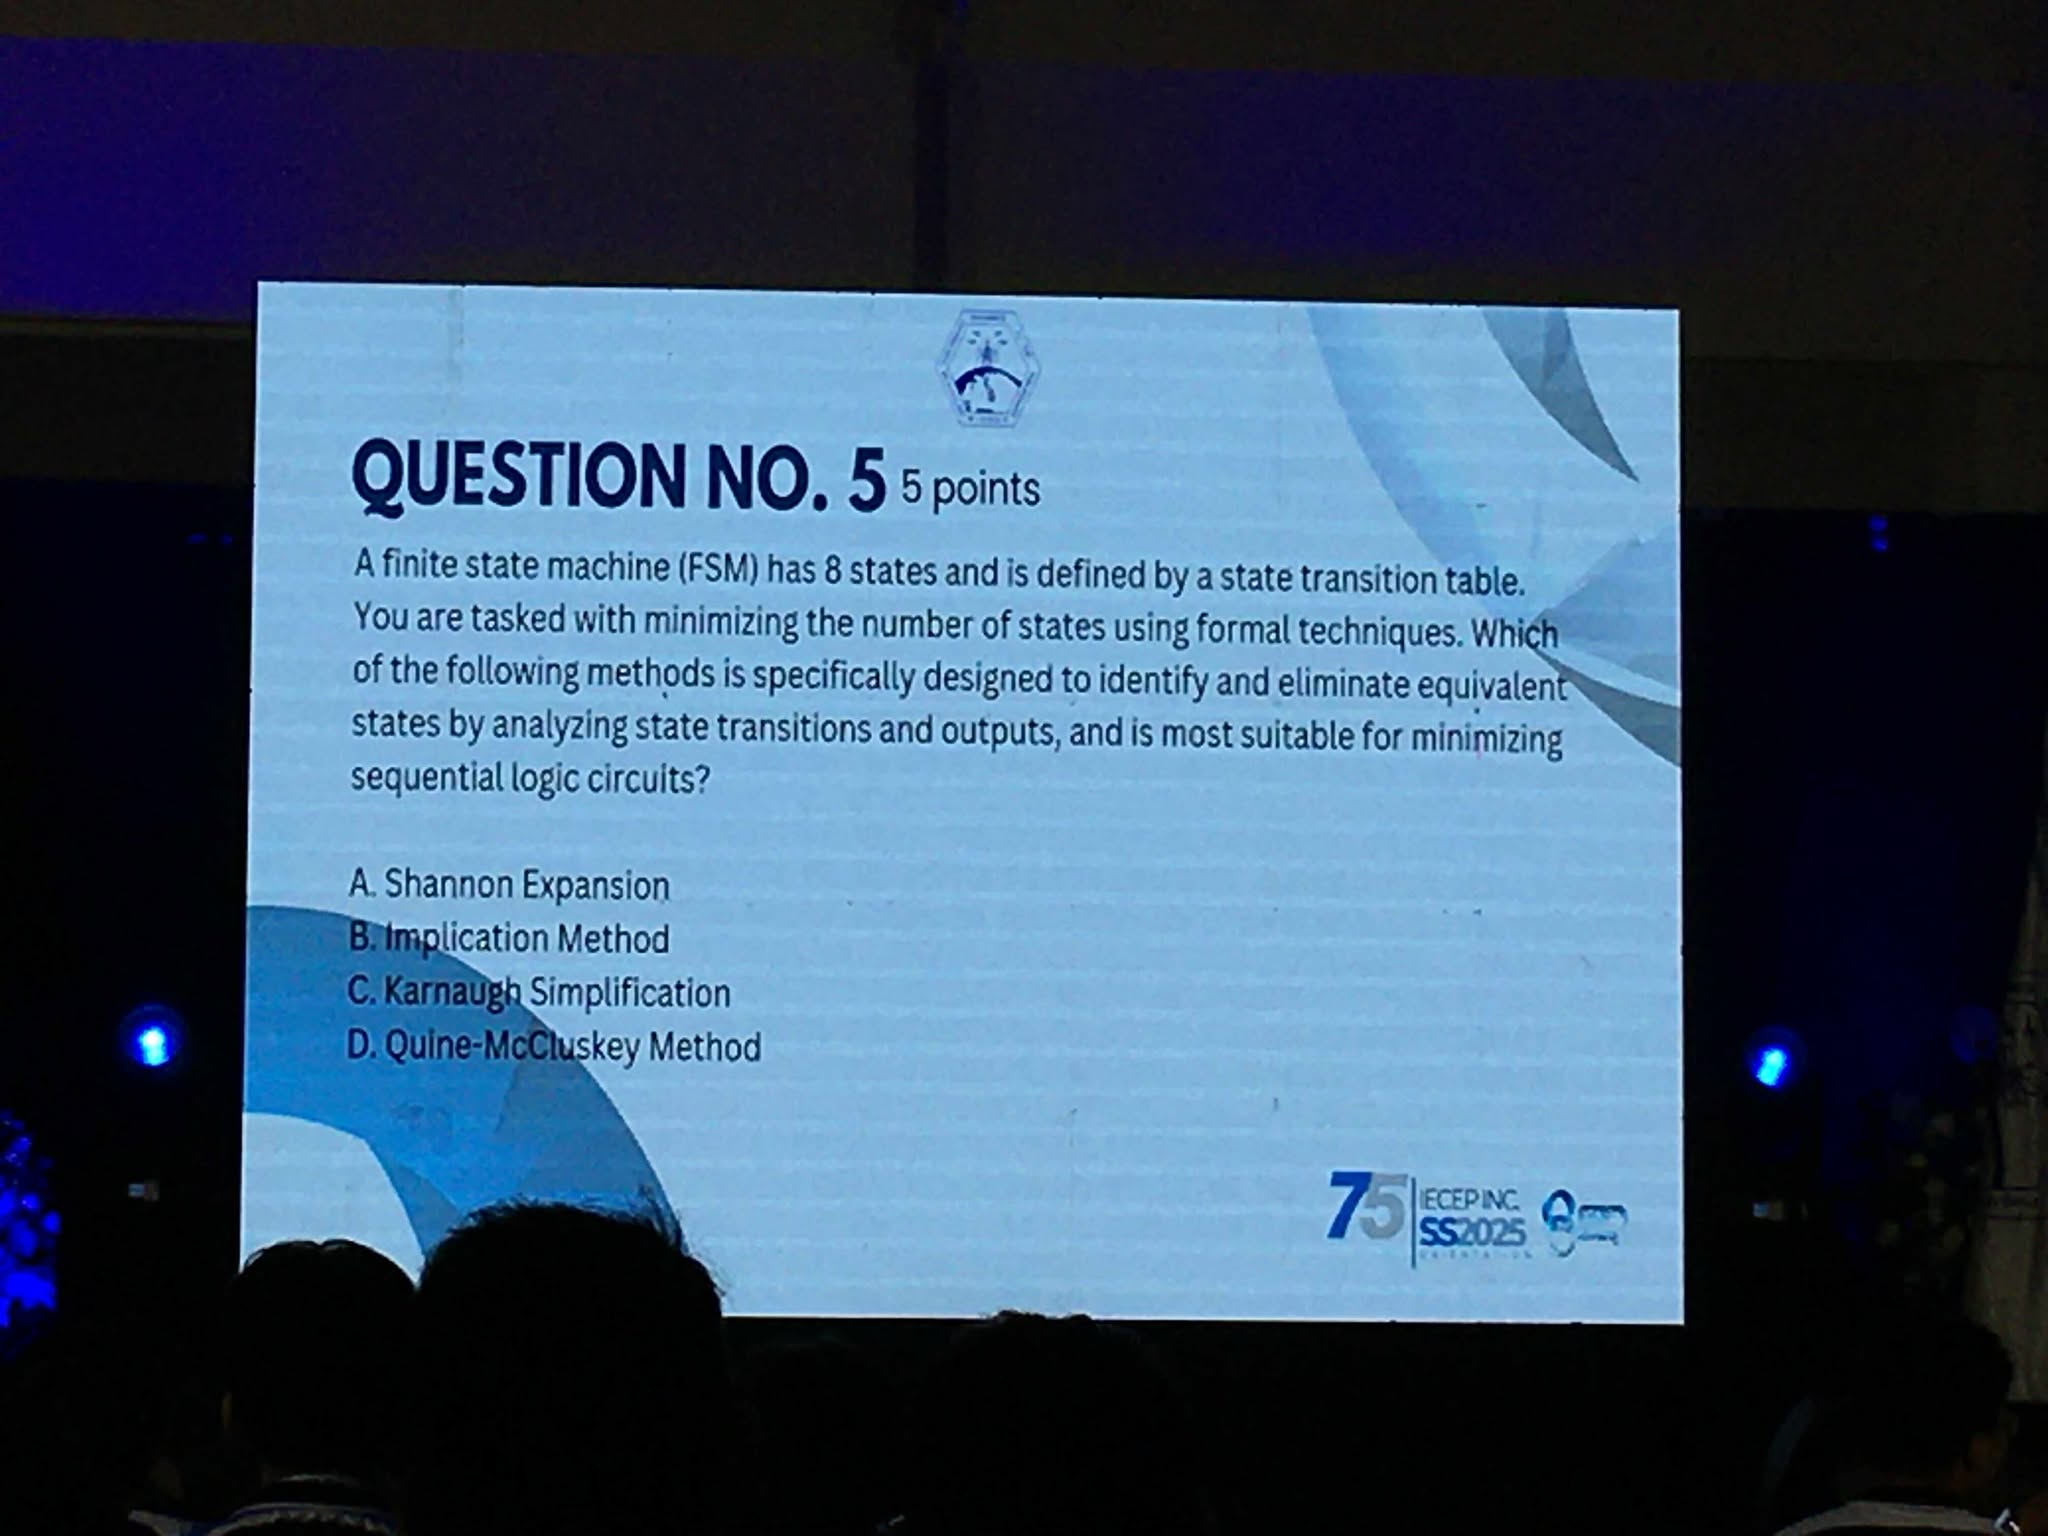 QUESTION NO. 5 5 points
A finite state machine (FSM) has 8 states and is defined by a state transition table.
You are tasked with minimizing the number of states using formal techniques. Which
of the following methods is specifically designed to identify and eliminate equivalent
states by analyzing state transitions and outputs, and is most suitable for minimizing
sequential logic circuits?
A. Shannon Expansion
B. Implication Method
C. Karnaugh Simplification
D. Quine-McCluskey Method
75 IECEP INC.
SS2025